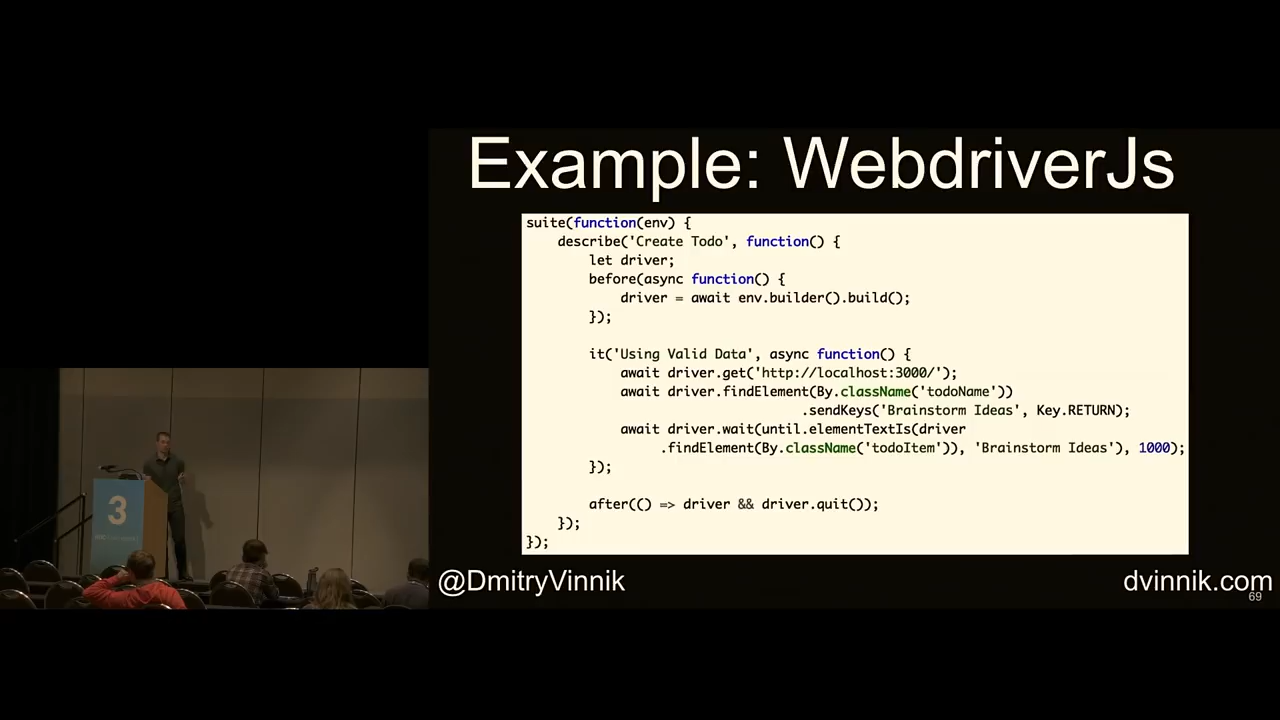 Example: WebdriverJs
suite(function(env) {
    describe('Create Todo', function() {
        let driver;
        before(async function() {
            driver = await env.builder().build();
        });

        it('Using Valid Data', async function() {
            await driver.get('http://localhost:3000/');
            await driver.findElement(By.className('todoName'))
                                   .sendKeys('Brainstorm Ideas', Key.RETURN);
            await driver.wait(until.elementTextIs(driver
                 .findElement(By.className('todoItem')), 'Brainstorm Ideas'), 1000);
        });

        after(() => driver && driver.quit());
    });
});
@DmitryVinnik
dvinnik.com
69
3